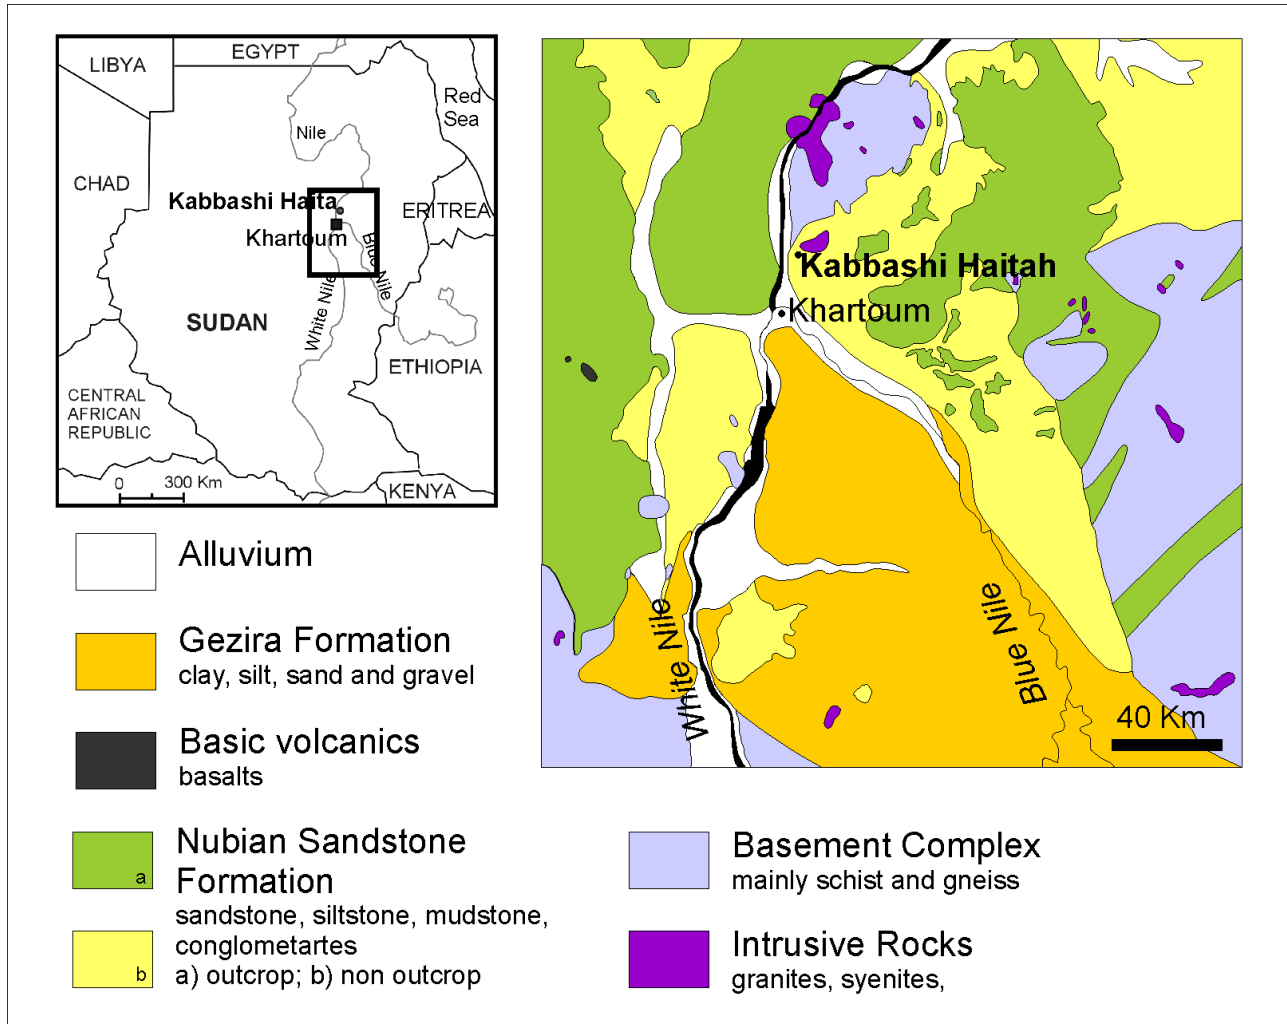 LIBYA
EGYPT
Red
Sea
Nile
CHAD
Kabbashi Haita
ERITREA
Khartoum
Blue Nile
White Nile
SUDAN
ETHIOPIA
CENTRAL
AFRICAN
REPUBLIC
0 300 Km
KENYA
Kabbashi Haitah
Khartoum
White Nile
Blue Nile
40 Km
Alluvium
Gezira Formation
clay, silt, sand and gravel
Basic volcanics
basalts
a
Nubian Sandstone
Formation
sandstone, siltstone, mudstone,
conglometartes
b
a) outcrop; b) non outcrop
Basement Complex
mainly schist and gneiss
Intrusive Rocks
granites, syenites,